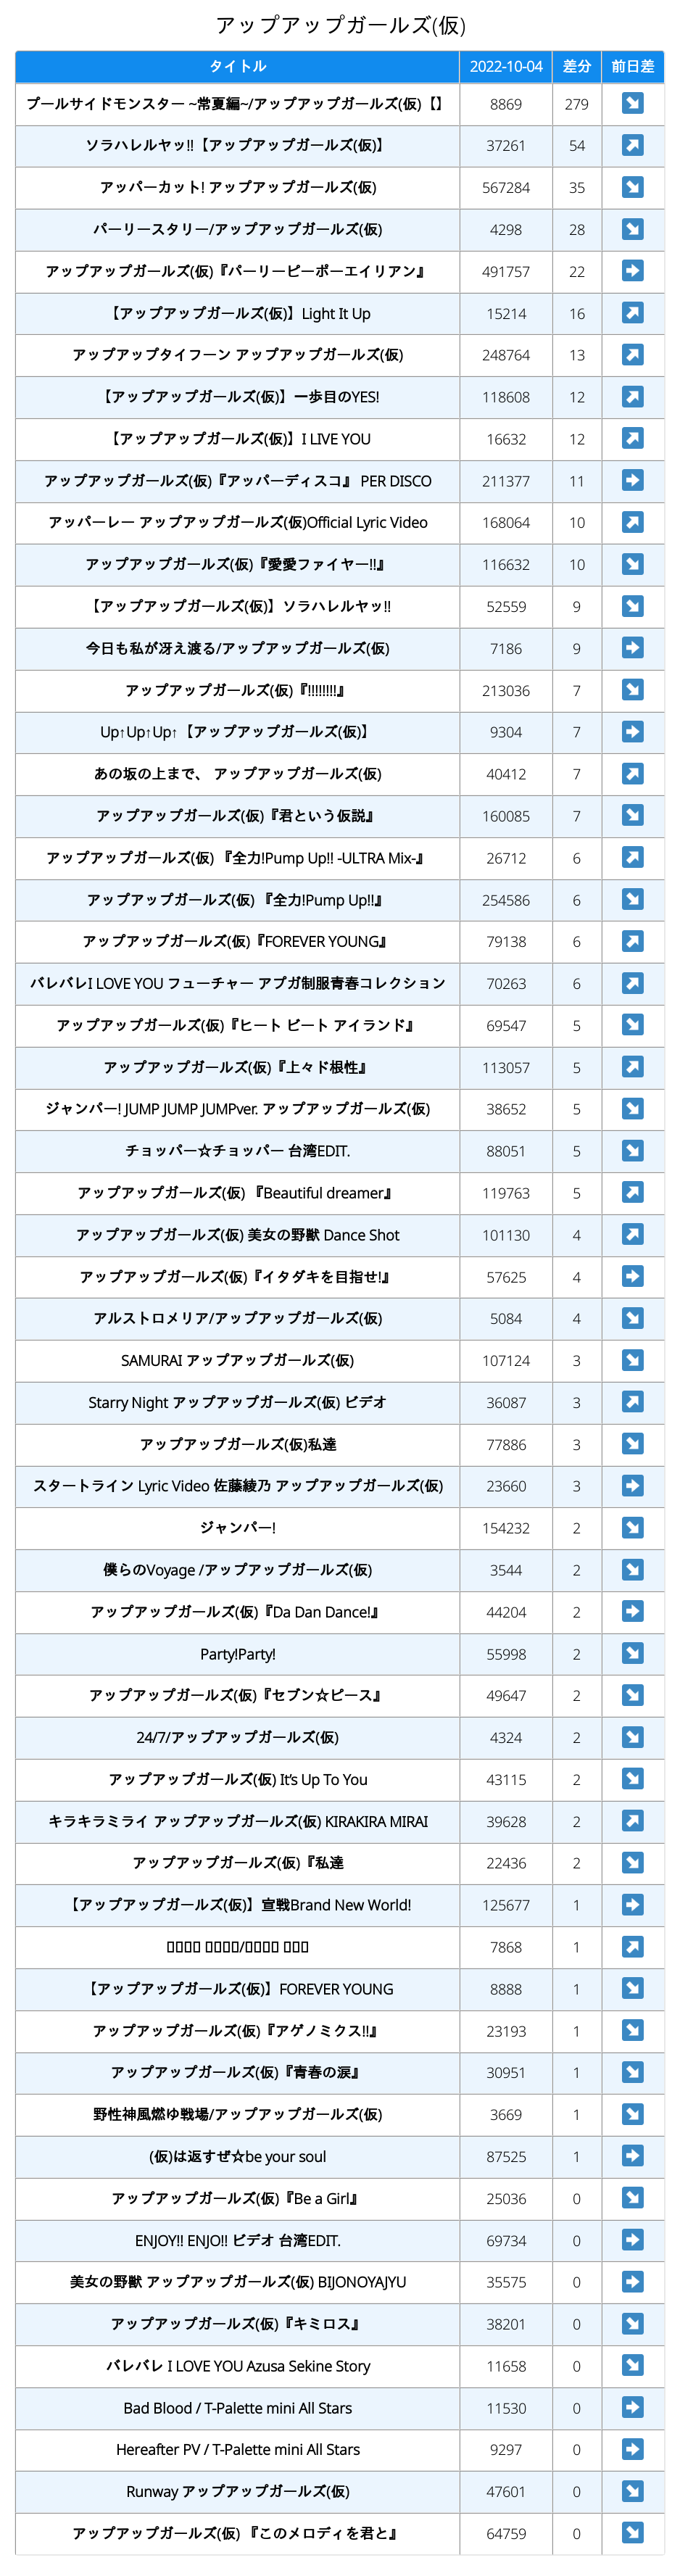 アップアップガールズ(仮)
タイトル 2022-10-04 差分 前日差
プールサイドモンスター ~常夏編~/アップアップガールズ(仮)【】 8869 279 ↘
ソラハレルヤッ!!【アップアップガールズ(仮)】 37261 54 ↗
アッパーカット! アップアップガールズ(仮) 567284 35 ↘
パーリースタリー/アップアップガールズ(仮) 4298 28 ↘
アップアップガールズ(仮)『パーリーピーポーエイリアン』 491757 22 ➡
【アップアップガールズ(仮)】Light It Up 15214 16 ↗
アップアップタイフーン アップアップガールズ(仮) 248764 13 ↗
【アップアップガールズ(仮)】一歩目のYES! 118608 12 ↗
【アップアップガールズ(仮)】I LIVE YOU 16632 12 ↗
アップアップガールズ(仮)『アッパーディスコ』 PER DISCO 211377 11 ➡
アッパーレー アップアップガールズ(仮)Official Lyric Video 168064 10 ↗
アップアップガールズ(仮)『愛愛ファイヤー!!』 116632 10 ↘
【アップアップガールズ(仮)】ソラハレルヤッ!! 52559 9 ↘
今日も私が冴え渡る/アップアップガールズ(仮) 7186 9 ➡
アップアップガールズ(仮)『!!!!!!!!』 213036 7 ↘
Up↑Up↑Up↑【アップアップガールズ(仮)】 9304 7 ➡
あの坂の上まで、 アップアップガールズ(仮) 40412 7 ↗
アップアップガールズ(仮)『君という仮説』 160085 7 ↘
アップアップガールズ(仮) 『全力!Pump Up!! -ULTRA Mix-』 26712 6 ↗
アップアップガールズ(仮) 『全力!Pump Up!!』 254586 6 ↘
アップアップガールズ(仮)『FOREVER YOUNG』 79138 6 ↗
バレバレI LOVE YOU フューチャー アプガ制服青春コレクション 70263 6 ↗
アップアップガールズ(仮)『ヒート ビート アイランド』 69547 5 ↘
アップアップガールズ(仮)『上々ド根性』 113057 5 ↗
ジャンパー! JUMP JUMP JUMPver. アップアップガールズ(仮) 38652 5 ↘
チョッパー☆チョッパー 台湾EDIT. 88051 5 ↘
アップアップガールズ(仮) 『Beautiful dreamer』 119763 5 ↗
アップアップガールズ(仮) 美女の野獣 Dance Shot 101130 4 ↗
アップアップガールズ(仮)『イタダキを目指せ!』 57625 4 ➡
アルストロメリア/アップアップガールズ(仮) 5084 4 ↘
SAMURAI アップアップガールズ(仮) 107124 3 ↘
Starry Night アップアップガールズ(仮) ビデオ 36087 3 ↗
アップアップガールズ(仮)私達 77886 3 ↘
スタートライン Lyric Video 佐藤綾乃 アップアップガールズ(仮) 23660 3 ➡
ジャンパー! 154232 2 ↘
僕らのVoyage /アップアップガールズ(仮) 3544 2 ↘
アップアップガールズ(仮)『Da Dan Dance!』 44204 2 ➡
Party!Party! 55998 2 ↘
アップアップガールズ(仮)『セブン☆ピース』 49647 2 ↘
24/7/アップアップガールズ(仮) 4324 2 ↘
アップアップガールズ(仮) It's Up To You 43115 2 ↘
キラキラミライ アップアップガールズ(仮) KIRAKIRA MIRAI 39628 2 ↗
アップアップガールズ(仮)『私達 22436 2 ↘
【アップアップガールズ(仮)】宣戦Brand New World! 125677 1 ➡
▯▯▯▯ ▯▯▯▯/▯▯▯▯ ▯▯▯ 7868 1 ↗
【アップアップガールズ(仮)】FOREVER YOUNG 8888 1 ↘
アップアップガールズ(仮)『アゲノミクス!!』 23193 1 ↘
アップアップガールズ(仮)『青春の涙』 30951 1 ↘
野性神風燃ゆ戦場/アップアップガールズ(仮) 3669 1 ↘
(仮)は返すぜ☆be your soul 87525 1 ➡
アップアップガールズ(仮)『Be a Girl』 25036 0 ↘
ENJOY!! ENJO!! ビデオ 台湾EDIT. 69734 0 ➡
美女の野獣 アップアップガールズ(仮) BIJONOYAJYU 35575 0 ➡
アップアップガールズ(仮)『キミロス』 38201 0 ↘
バレバレ I LOVE YOU Azusa Sekine Story 11658 0 ↘
Bad Blood / T-Palette mini All Stars 11530 0 ➡
Hereafter PV / T-Palette mini All Stars 9297 0 ➡
Runway アップアップガールズ(仮) 47601 0 ↘
アップアップガールズ(仮) 『このメロディを君と』 64759 0 ↘